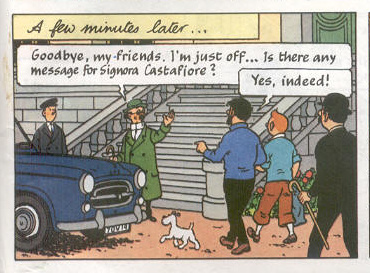 A few minutes later...
Goodbye, my friends. I'm just off... Is there any
message for Signora Castafiore?
Yes, indeed!